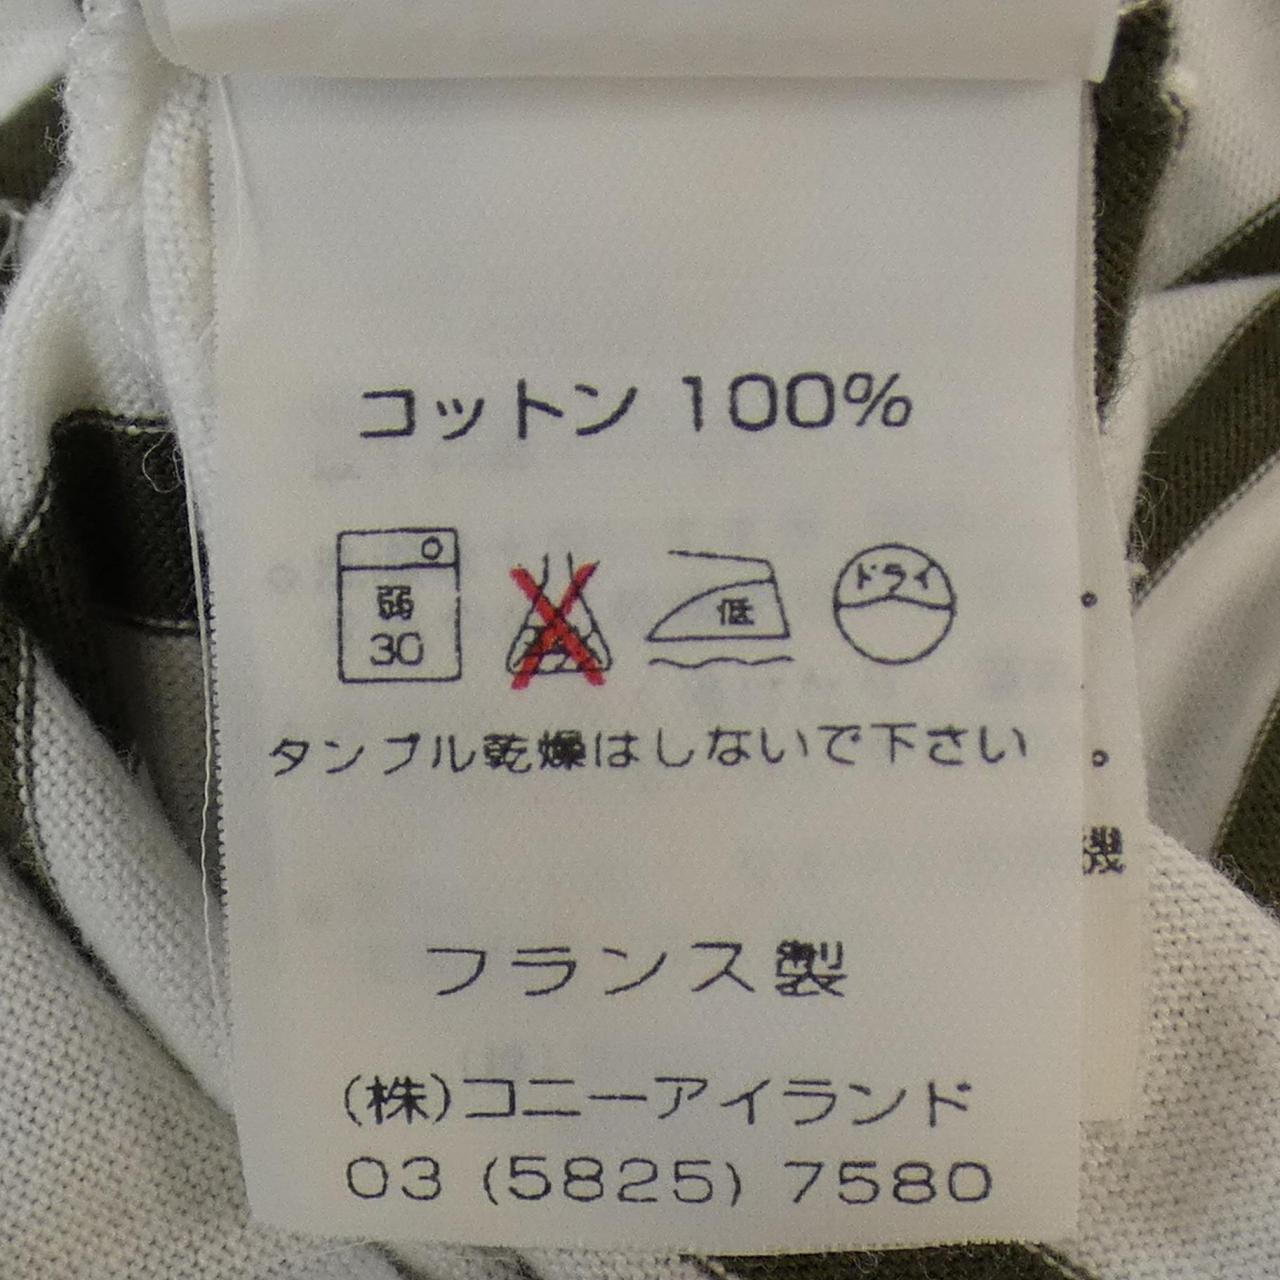 コットン 100%
弱
30
低
ドライ
タンブル乾燥はしないで下さい
。
機
フランス製
(株)コニーアイランド
03 (5825) 7580